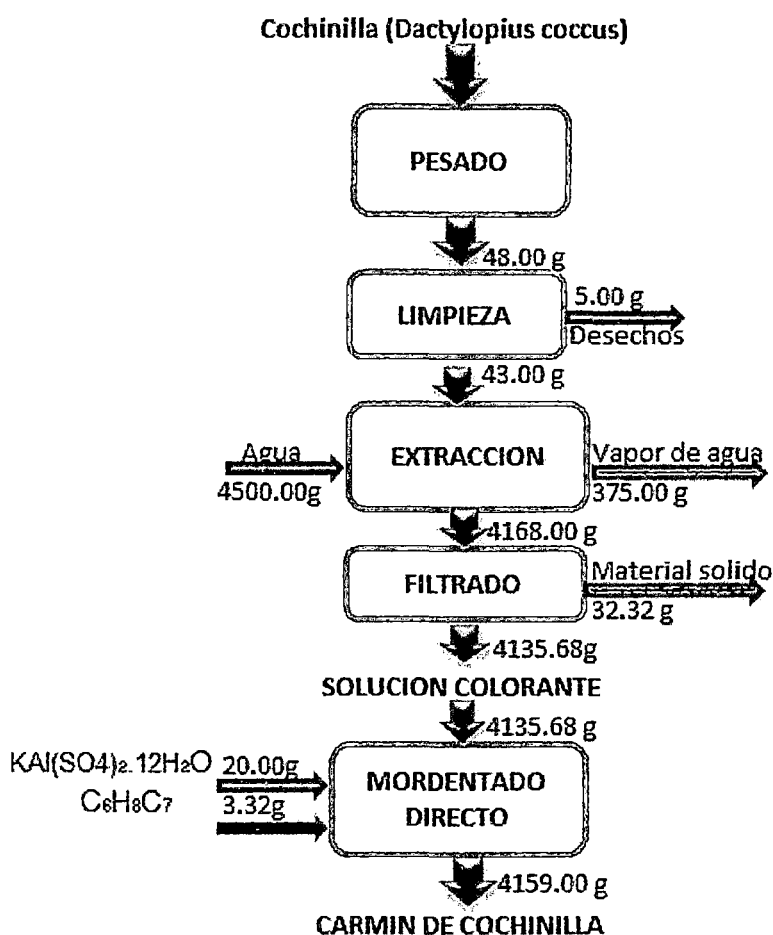 Cochinilla (Dactylopius coccus)
PESADO
48.00 g
LIMPIEZA
5.00 g
Desechos
43.00 g
Agua
4500.00g
EXTRACCION
Vapor de agua
375.00 g
4168.00 g
FILTRADO
Material solido
32.32 g
4135.68g
SOLUCION COLORANTE
4135.68 g
KAl(SO4)₂.12H₂O
20.00g
C₆H₈C₇
3.32g
MORDENTADO
DIRECTO
4159.00 g
CARMIN DE COCHINILLA